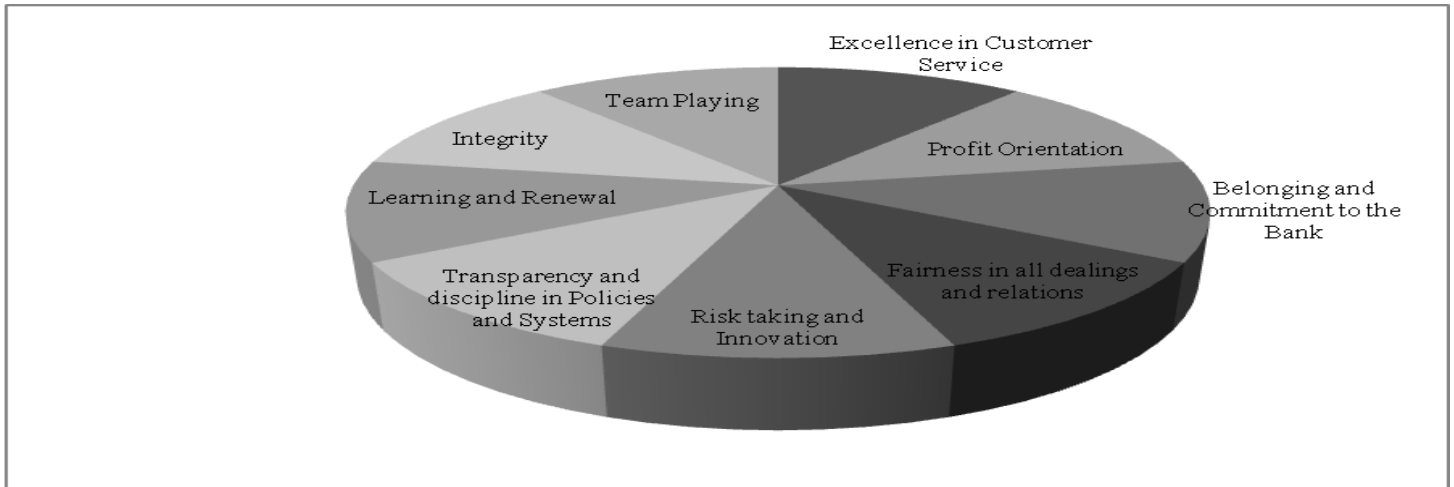 Excellence in Customer
Service
Team Playing
Integrity
Profit Orientation
Learning and Renewal
Belonging and
Commitment to the
Bank
Transparency and
discipline in Policies
and Systems
Fairness in all dealings
and relations
Risk taking and
Innovation